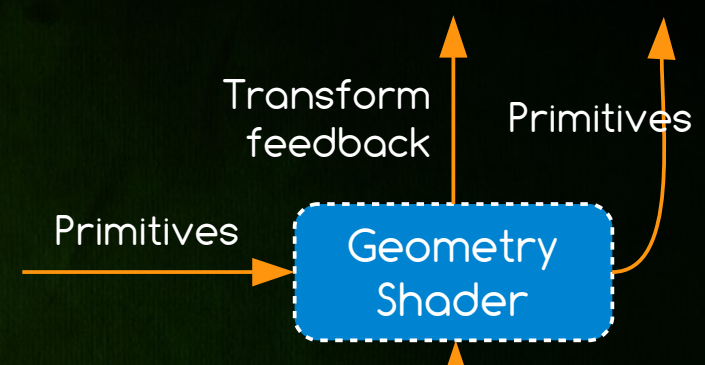 Transform
feedback
Primitives
Primitives
Geometry
Shader